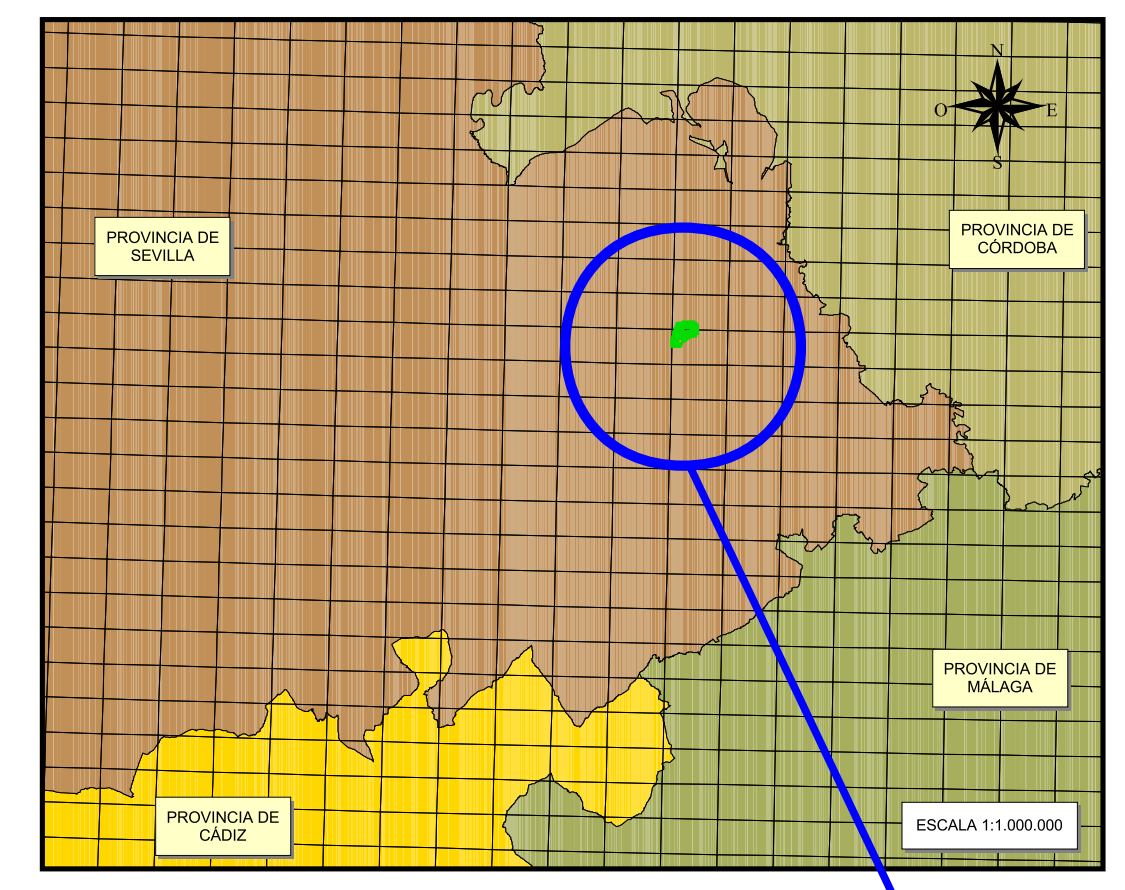 N
O
E
S
PROVINCIA DE
SEVILLA
PROVINCIA DE
CÓRDOBA
PROVINCIA DE
MÁLAGA
PROVINCIA DE
CÁDIZ
ESCALA 1:1.000.000